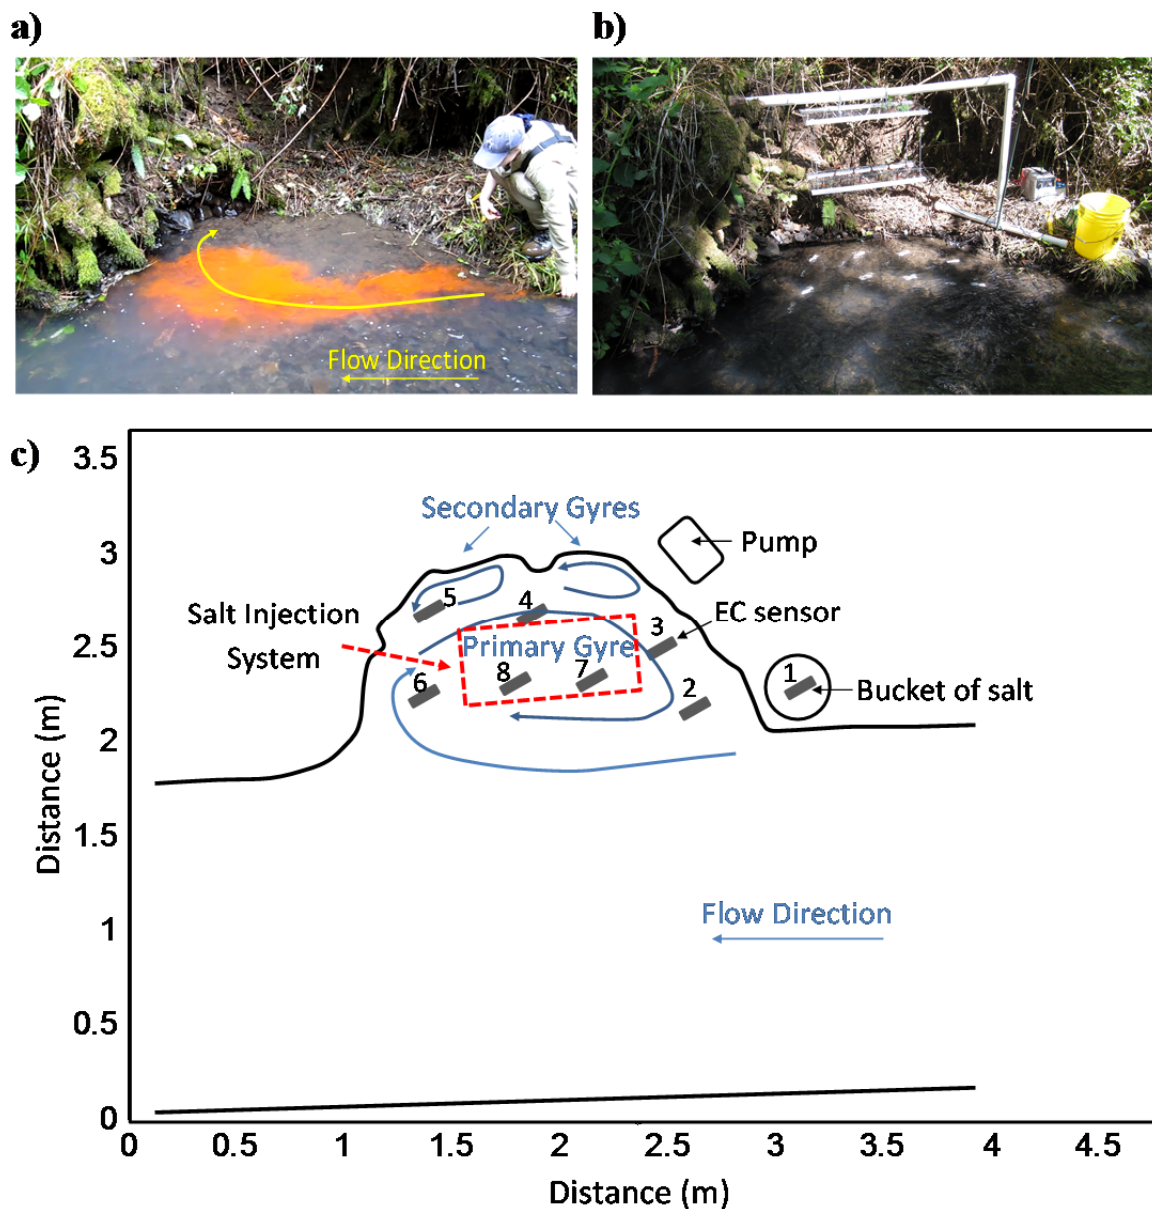 a)
b)
Flow Direction
c)
3.5
3
2.5
2
1.5
1
0.5
0
Distance (m)
Secondary Gyres
Pump
Salt Injection
System
5
4
3
EC sensor
Primary Gyre
6
8
7
2
1
Bucket of salt
Flow Direction
0
0.5
1
1.5
2
2.5
3
3.5
4
4.5
Distance (m)